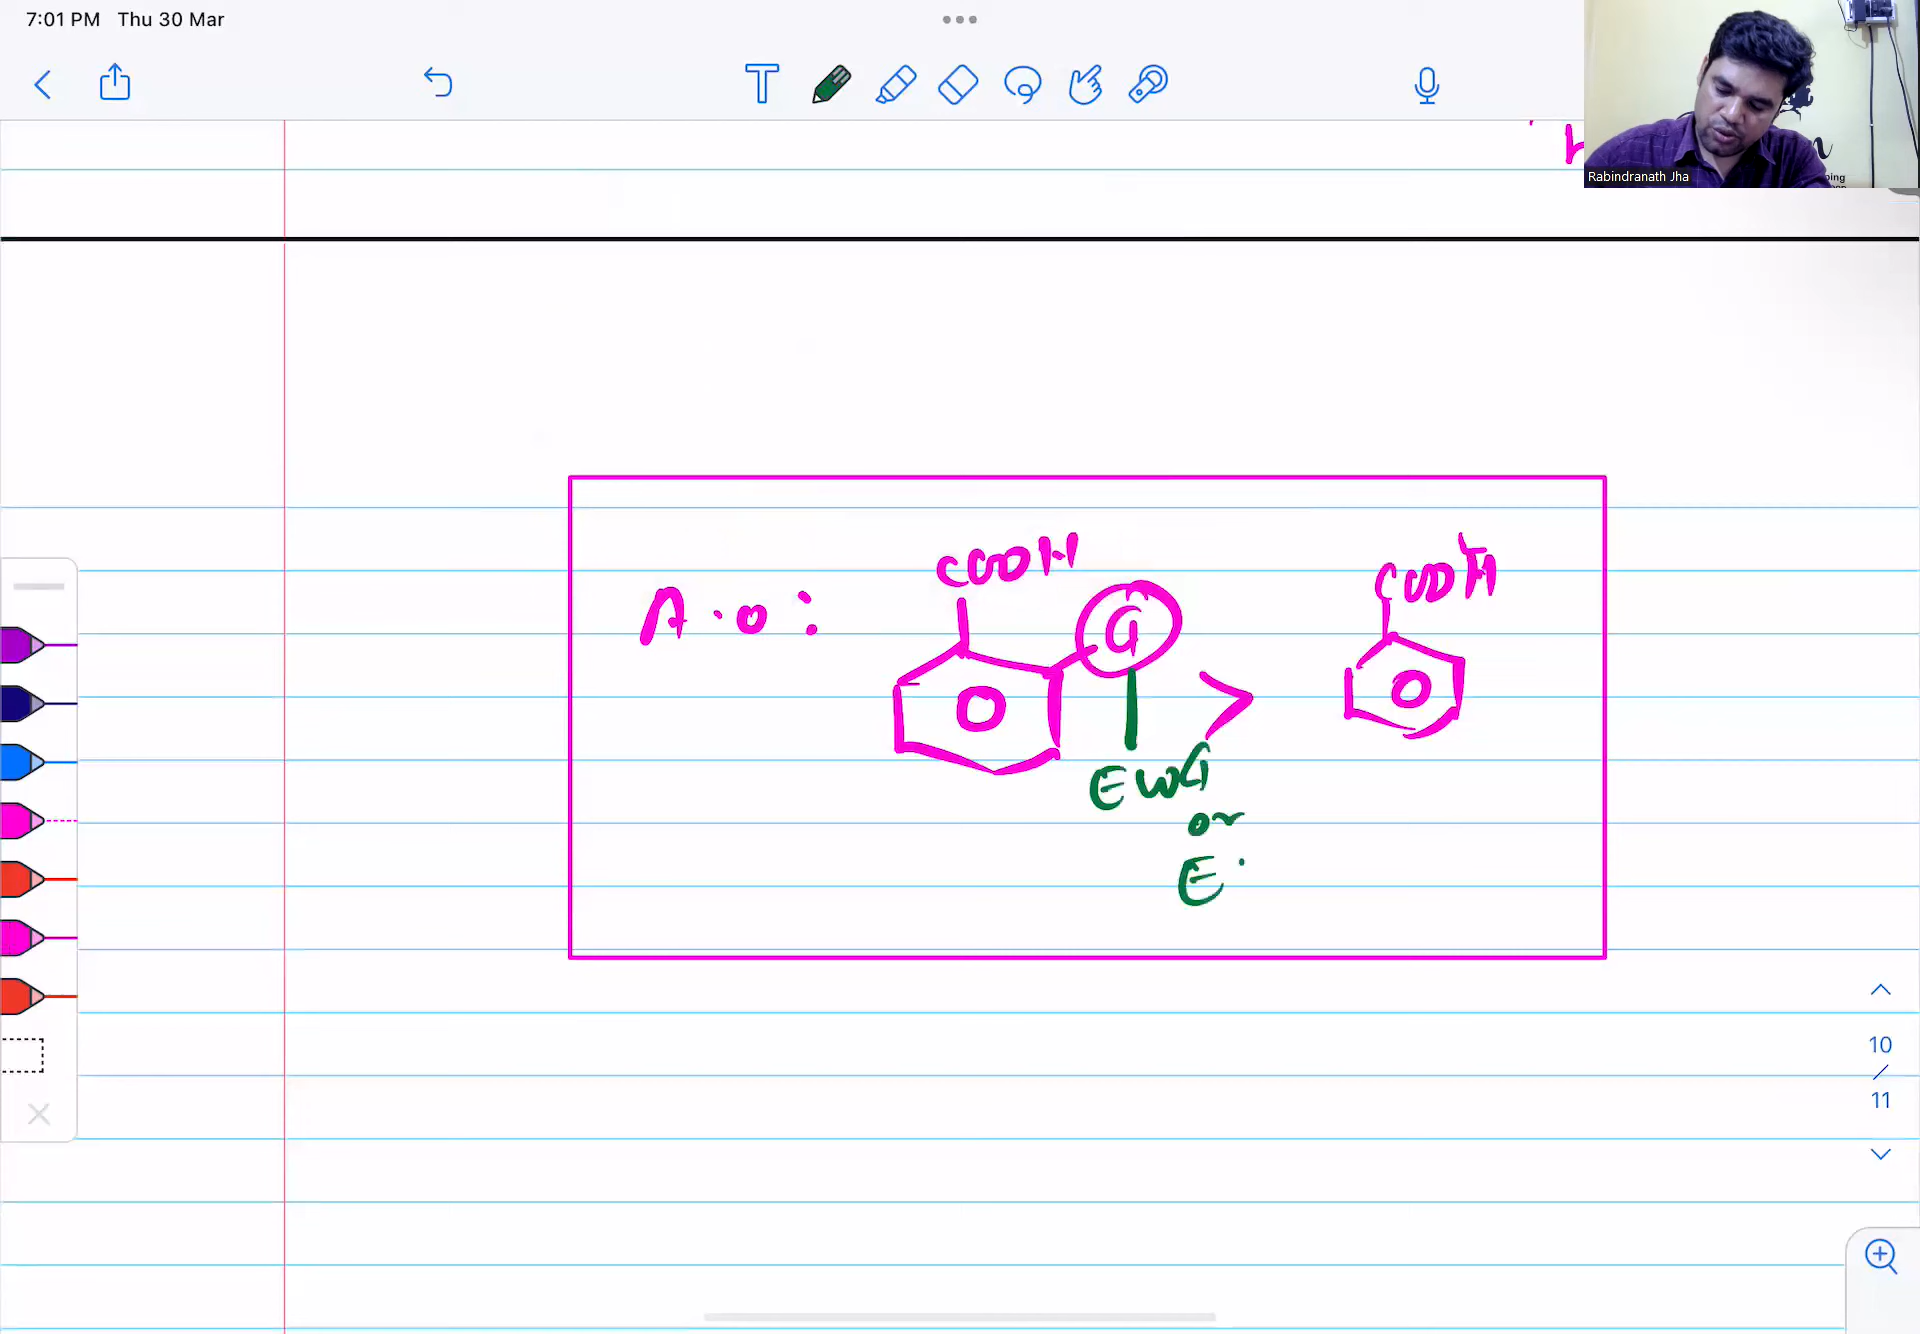 7:01 PM Thu 30 Mar
T
Rabindranath Jha
A.O:
COOH
G
>
COOH
EWG
or
E
10
/
11